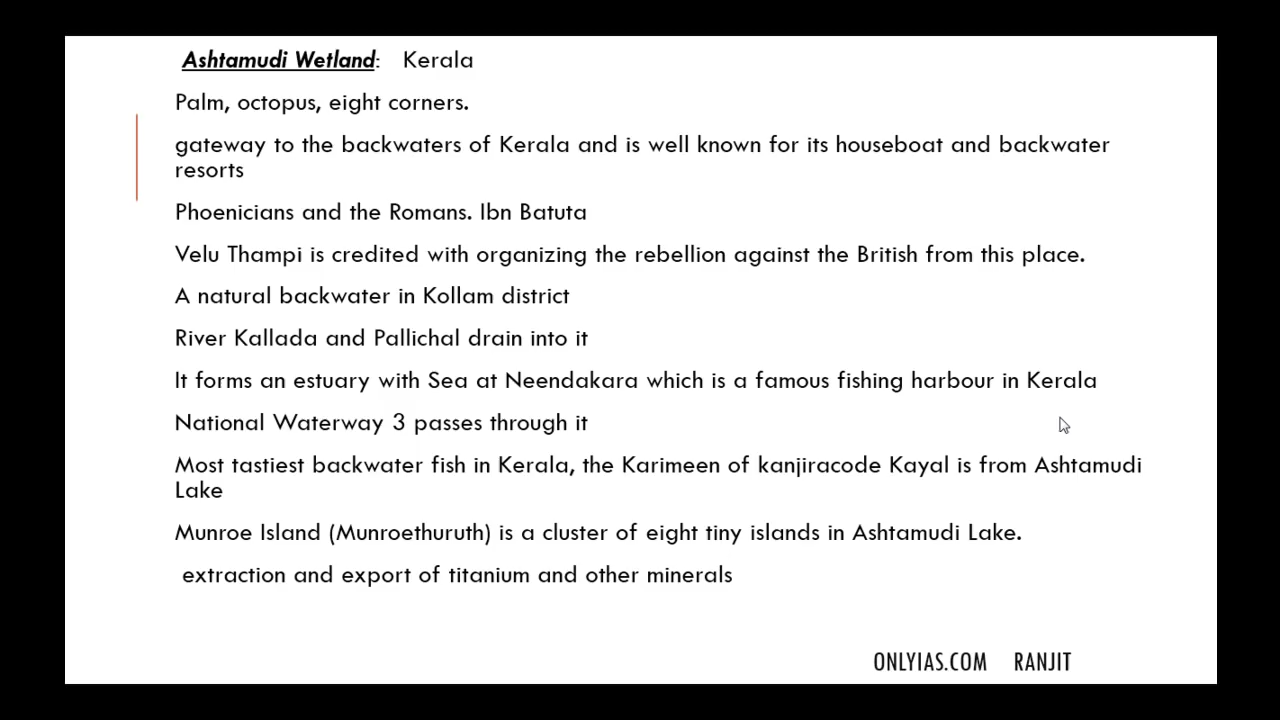 Ashtamudi Wetland: Kerala
Palm, octopus, eight corners.
gateway to the backwaters of Kerala and is well known for its houseboat and backwater
resorts
Phoenicians and the Romans. Ibn Batuta
Velu Thampi is credited with organizing the rebellion against the British from this place.
A natural backwater in Kollam district
River Kallada and Pallichal drain into it
It forms an estuary with Sea at Neendakara which is a famous fishing harbour in Kerala
National Waterway 3 passes through it
Most tastiest backwater fish in Kerala, the Karimeen of kanjiracode Kayal is from Ashtamudi
Lake
Munroe Island (Munroethuruth) is a cluster of eight tiny islands in Ashtamudi Lake.
extraction and export of titanium and other minerals
ONLYIAS.COM RANJIT